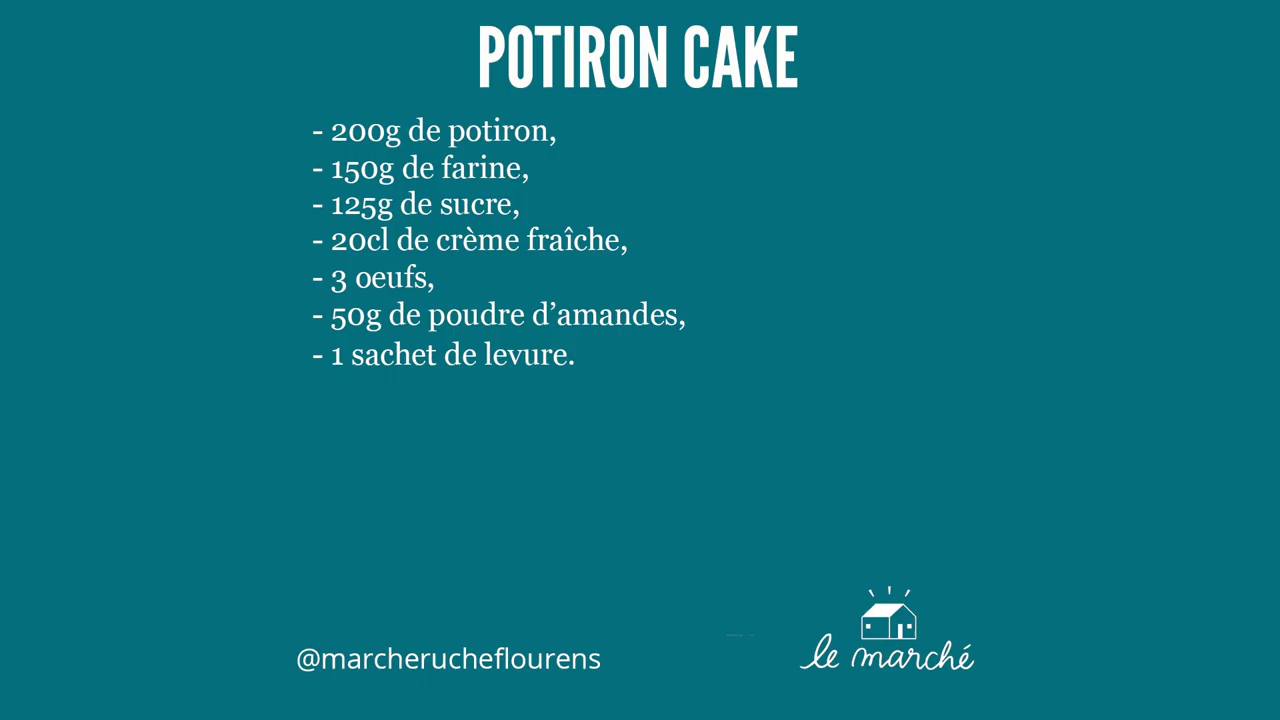 POTIRON CAKE
- 200g de potiron,
- 150g de farine,
- 125g de sucre,
- 20cl de crème fraîche,
- 3 oeufs,
- 50g de poudre d’amandes,
- 1 sachet de levure.
@marcherucheflourens
le marché